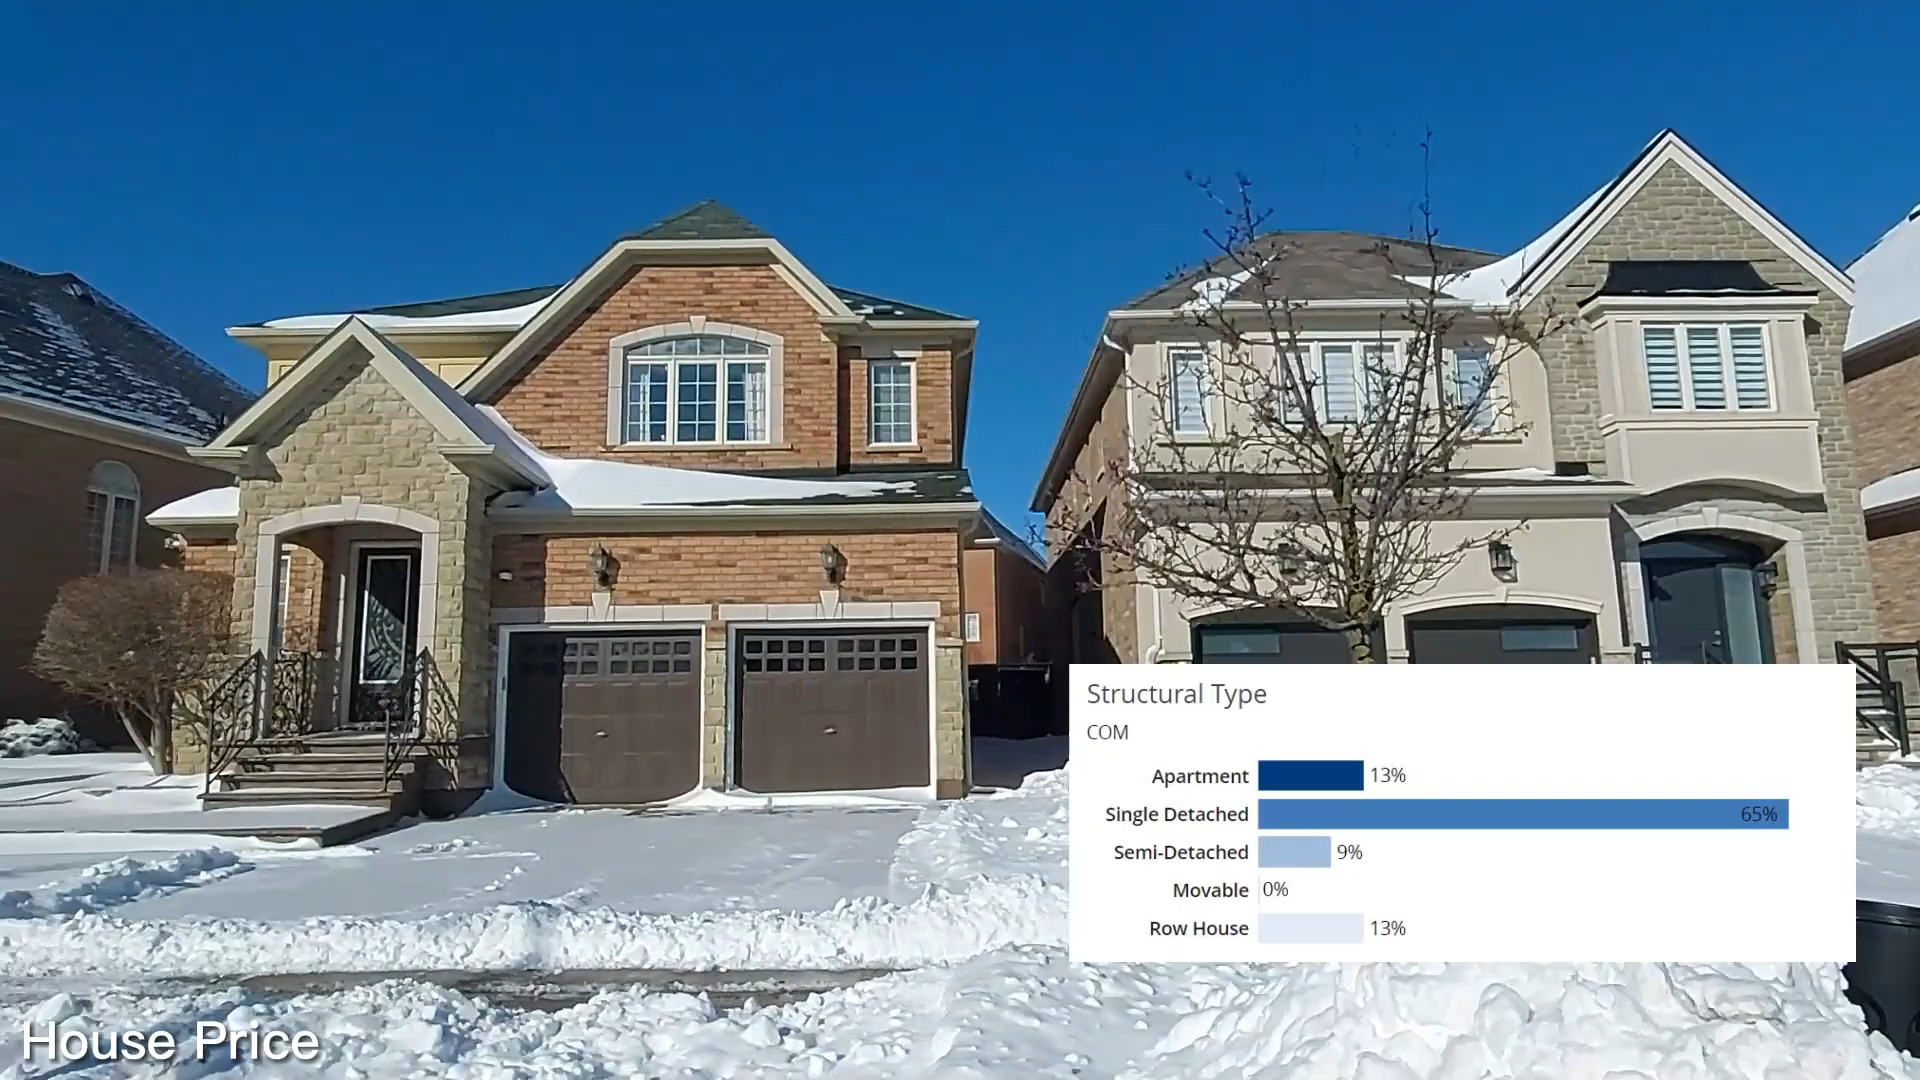 Structural Type
COM
Apartment 13%
Single Detached 65%
Semi-Detached 9%
Movable 0%
Row House 13%
House Price